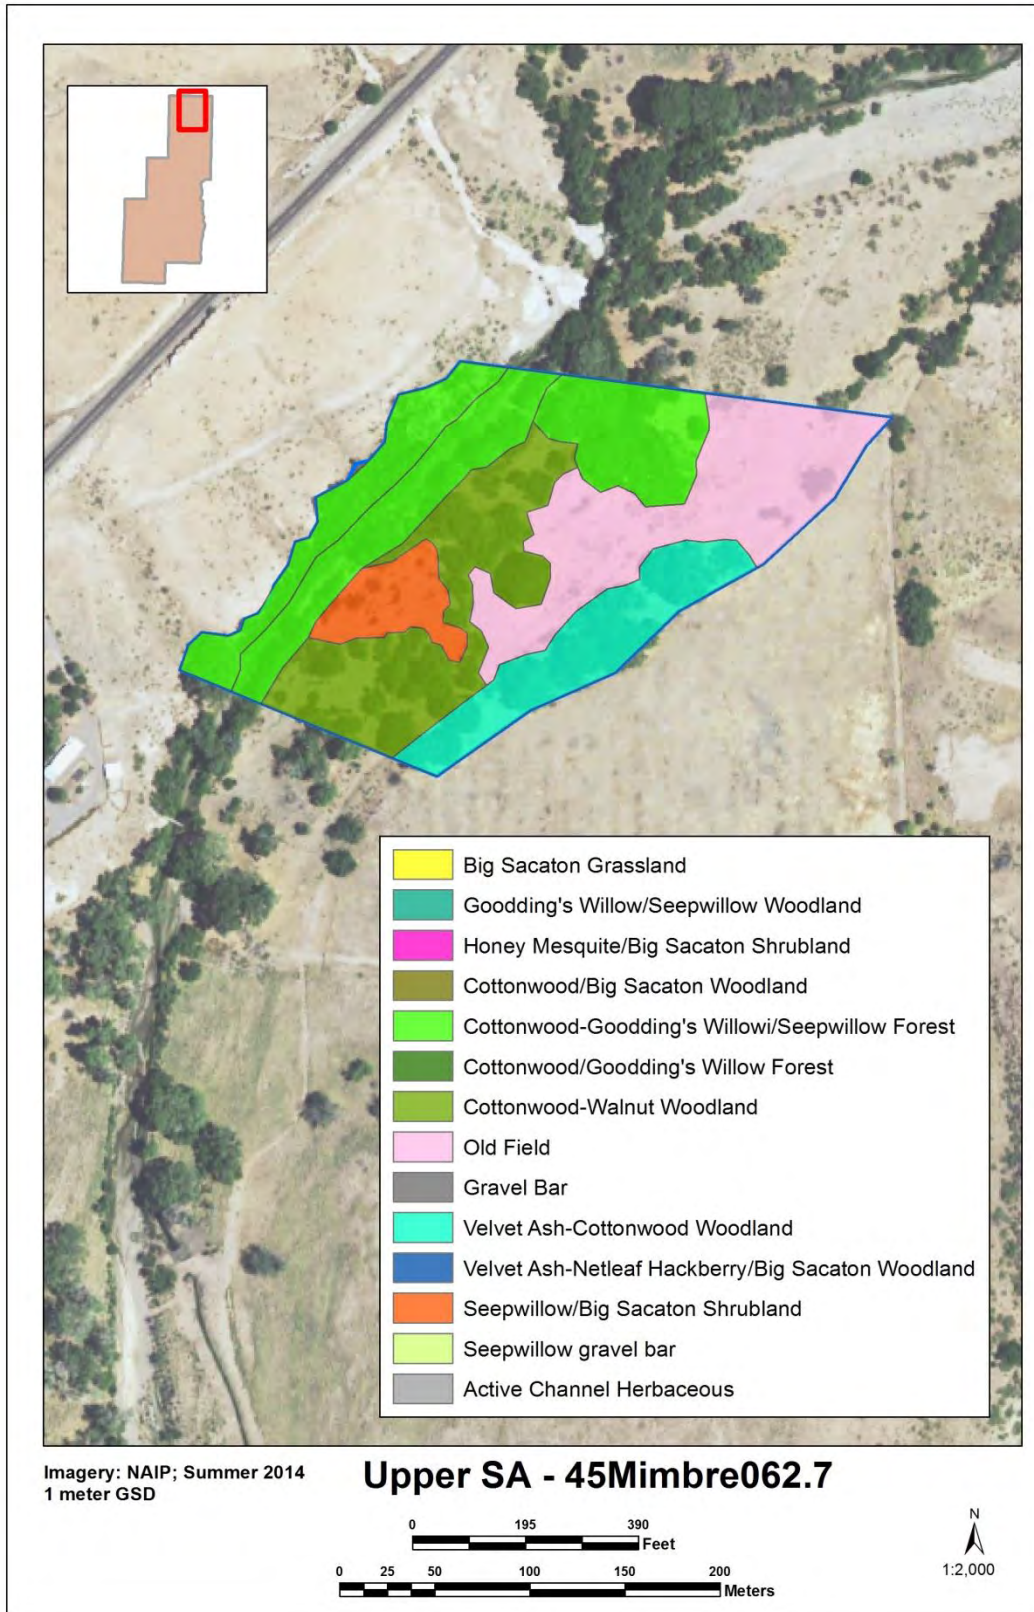 Big Sacaton Grassland
Goodding's Willow/Seepwillow Woodland
Honey Mesquite/Big Sacaton Shrubland
Cottonwood/Big Sacaton Woodland
Cottonwood-Goodding's Willowi/Seepwillow Forest
Cottonwood/Goodding's Willow Forest
Cottonwood-Walnut Woodland
Old Field
Gravel Bar
Velvet Ash-Cottonwood Woodland
Velvet Ash-Netleaf Hackberry/Big Sacaton Woodland
Seepwillow/Big Sacaton Shrubland
Seepwillow gravel bar
Active Channel Herbaceous
Imagery: NAIP; Summer 2014
1 meter GSD
Upper SA - 45Mimbre062.7
0 195 390
Feet
0 25 50 100 150 200
Meters
N
1:2,000